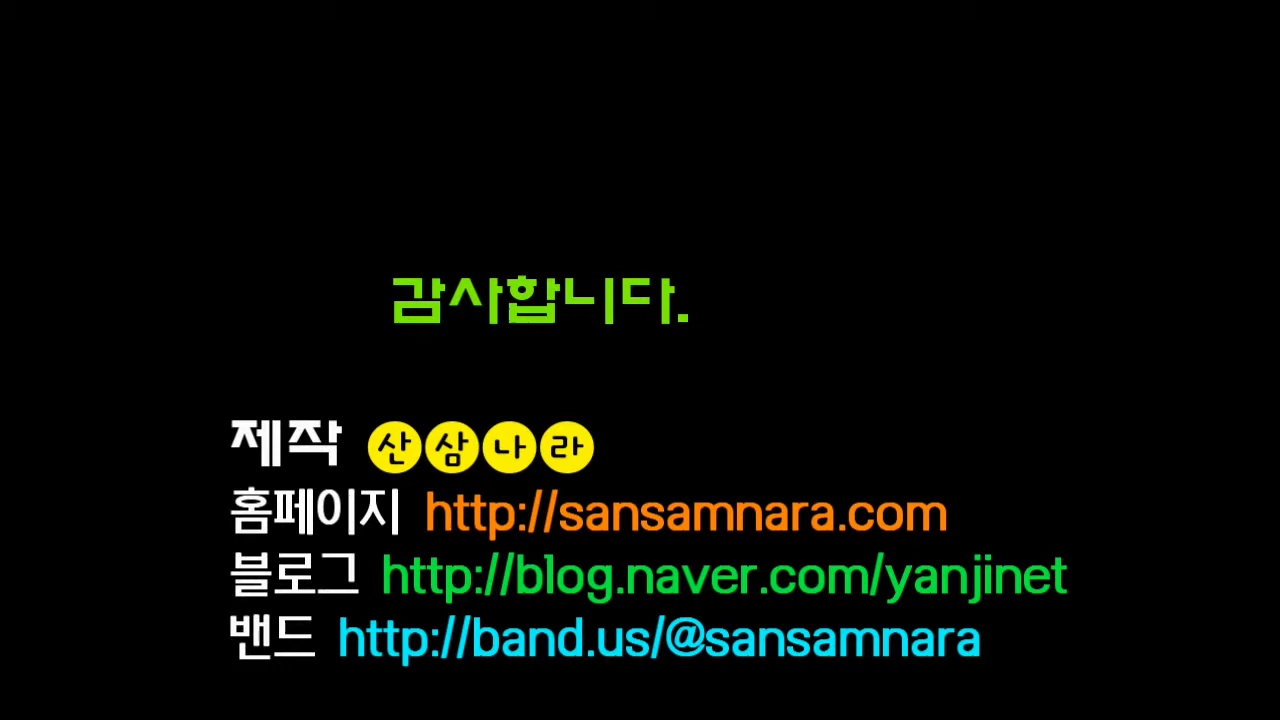 감사합니다.
제작 산삼나라
홈페이지 http://sansamnara.com
블로그 http://blog.naver.com/yanjinet
밴드 http://band.us/@sansamnara